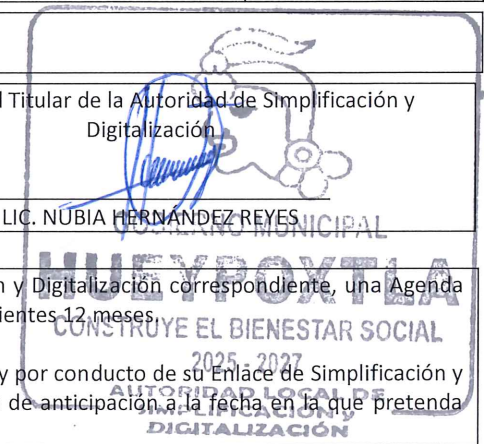 l Titular de la Autoridad de Simplificación y
Digitalización
LIC. NUBIA HERNÁNDEZ REYES
GOBIERNO MUNICIPAL
HUEYPOXTLA
n y Digitalización correspondiente, una Agenda
ientes 12 meses.
CONSTRUYE EL BIENESTAR SOCIAL
2025 2027
y por conducto de su Enlace de Simplificación y
AUTORIDAD LOCAL DE
de anticipación a la fecha en la que pretenda
SIMPLIFICACIÓN y
DIGITALIZACIÓN